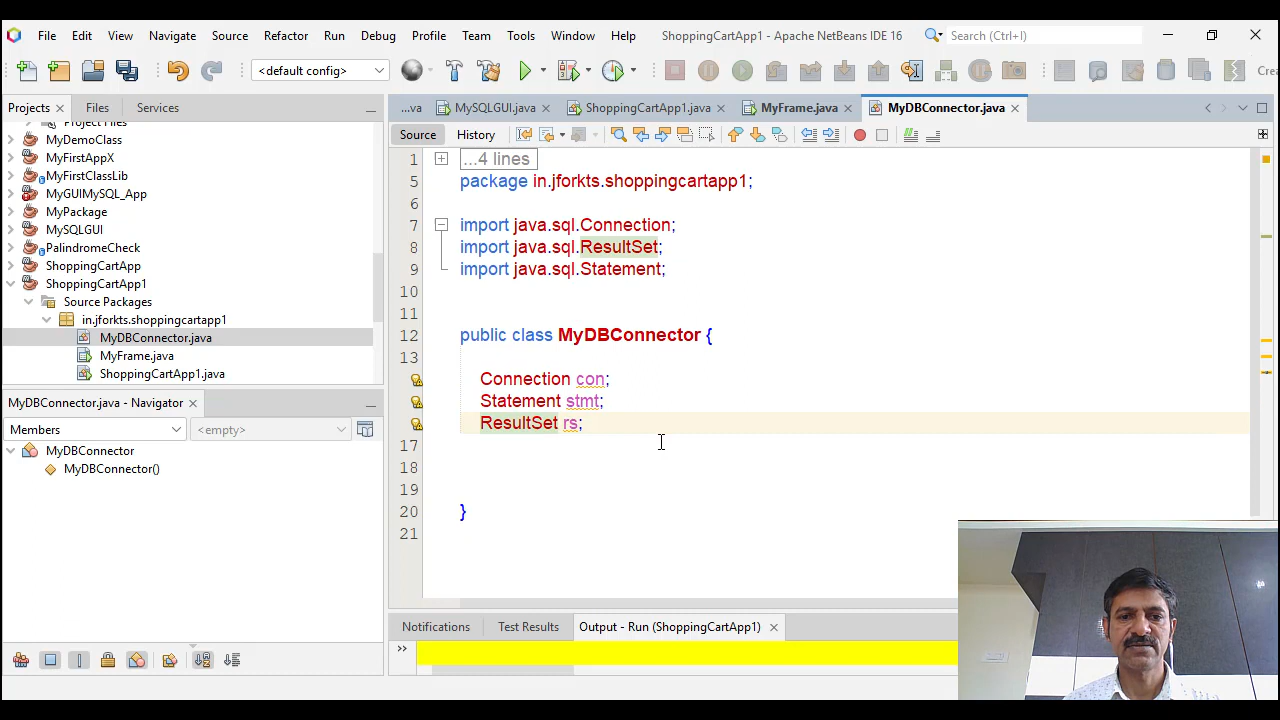 File Edit View Navigate Source Refactor Run Debug Profile Team Tools Window Help ShoppingCartApp1 - Apache NetBeans IDE 16 Search (Ctrl+I)
<default config>
Projects Files Services
...va MySQLGUI.java ShoppingCartApp1.java MyFrame.java MyDBConnector.java
Source History
Project Files
MyDemoClass
MyFirstAppX
MyFirstClassLib
MyGUIMySQL_App
MyPackage
MySQLGUI
PalindromeCheck
ShoppingCartApp
ShoppingCartApp1
Source Packages
in.jforkts.shoppingcartapp1
MyDBConnector.java
MyFrame.java
ShoppingCartApp1.java
MyDBConnector.java - Navigator
Members <empty>
MyDBConnector
MyDBConnector()
1 ...4 lines
5 package in.jforkts.shoppingcartapp1;
6
7 import java.sql.Connection;
8 import java.sql.ResultSet;
9 import java.sql.Statement;
10
11
12 public class MyDBConnector {
13
Connection con;
Statement stmt;
ResultSet rs;
17
18
19
20 }
21
Notifications Test Results Output - Run (ShoppingCartApp1)